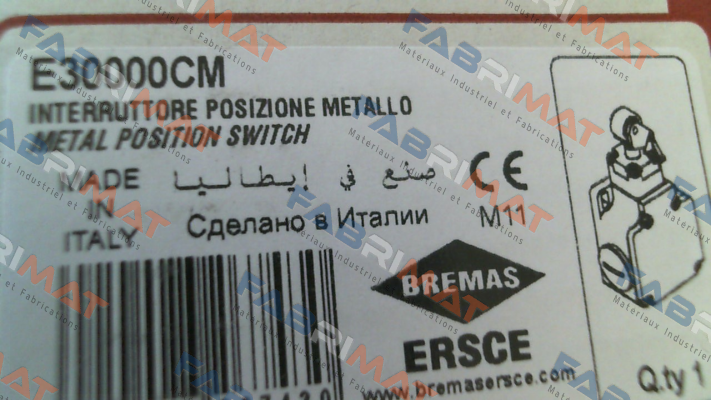 E30000CM
INTERRUTTORE POSIZIONE METALLO
METAL POSITION SWITCH
MADE
IN
ITALY
صنع في إيطاليا
Сделано в Италии
CE
M11
BREMAS
ERSCE
www.bremasersce.com
Q.ty 1
FABRIMAT
Materiaux Industriel et Fabrications